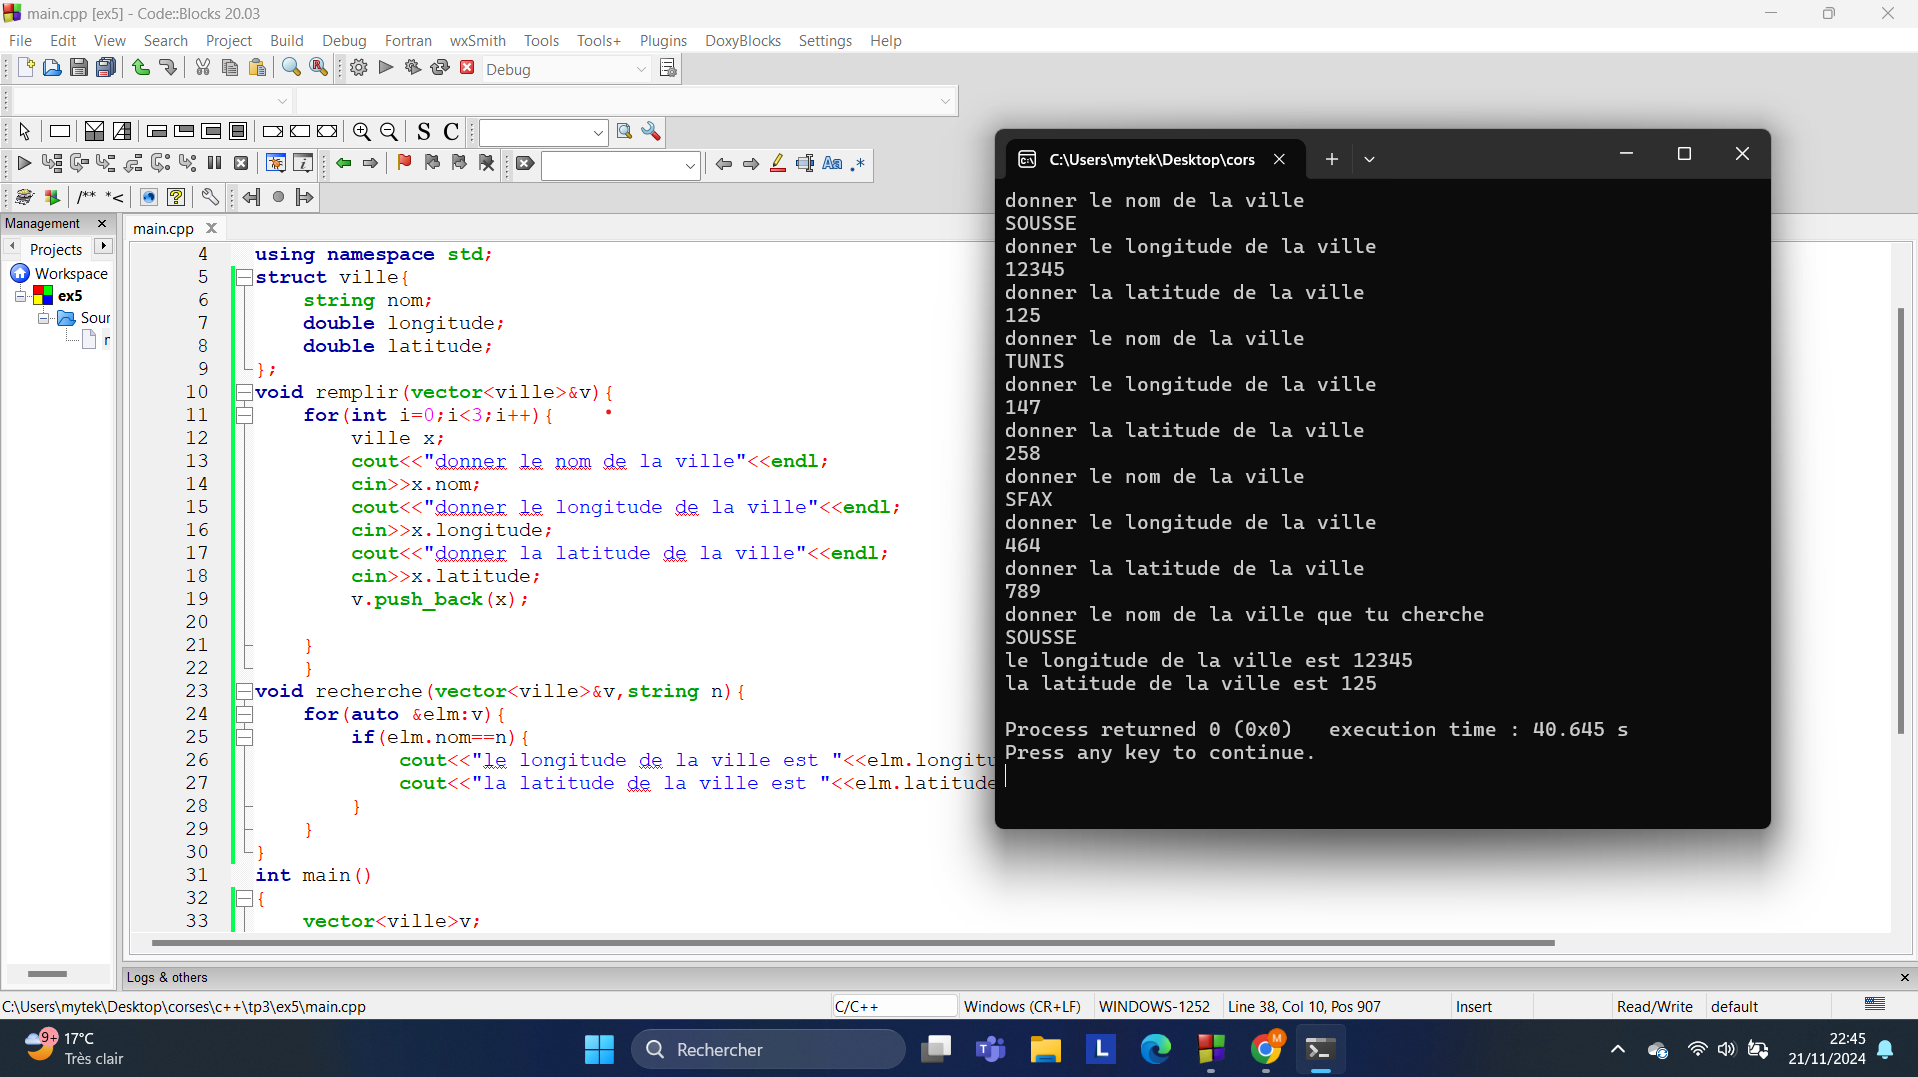 main.cpp [ex5] - Code::Blocks 20.03
File Edit View Search Project Build Debug Fortran wxSmith Tools Tools+ Plugins DoxyBlocks Settings Help
Debug
S C
Aa .*
/** *<
Management
Projects
Workspace
ex5
Sour
main.cpp
4 using namespace std;
5 struct ville{
6 string nom;
7 double longitude;
8 double latitude;
9 };
10 void remplir(vector<ville>&v){
11 for(int i=0;i<3;i++){
12 ville x;
13 cout<<"donner le nom de la ville"<<endl;
14 cin>>x.nom;
15 cout<<"donner le longitude de la ville"<<endl;
16 cin>>x.longitude;
17 cout<<"donner la latitude de la ville"<<endl;
18 cin>>x.latitude;
19 v.push_back(x);
20
21 }
22 }
23 void recherche(vector<ville>&v,string n){
24 for(auto &elm:v){
25 if(elm.nom==n){
26 cout<<"le longitude de la ville est "<<elm.longitu
27 cout<<"la latitude de la ville est "<<elm.latitude
28 }
29 }
30 }
31 int main()
32 {
33 vector<ville>v;
C:\Users\mytek\Desktop\cors
donner le nom de la ville
SOUSSE
donner le longitude de la ville
12345
donner la latitude de la ville
125
donner le nom de la ville
TUNIS
donner le longitude de la ville
147
donner la latitude de la ville
258
donner le nom de la ville
SFAX
donner le longitude de la ville
464
donner la latitude de la ville
789
donner le nom de la ville que tu cherche
SOUSSE
le longitude de la ville est 12345
la latitude de la ville est 125
Process returned 0 (0x0) execution time : 40.645 s
Press any key to continue.
Logs & others
C:\Users\mytek\Desktop\corses\c++\tp3\ex5\main.cpp C/C++ Windows (CR+LF) WINDOWS-1252 Line 38, Col 10, Pos 907 Insert Read/Write default
9+ 17°C
Très clair
Rechercher
22:45
21/11/2024